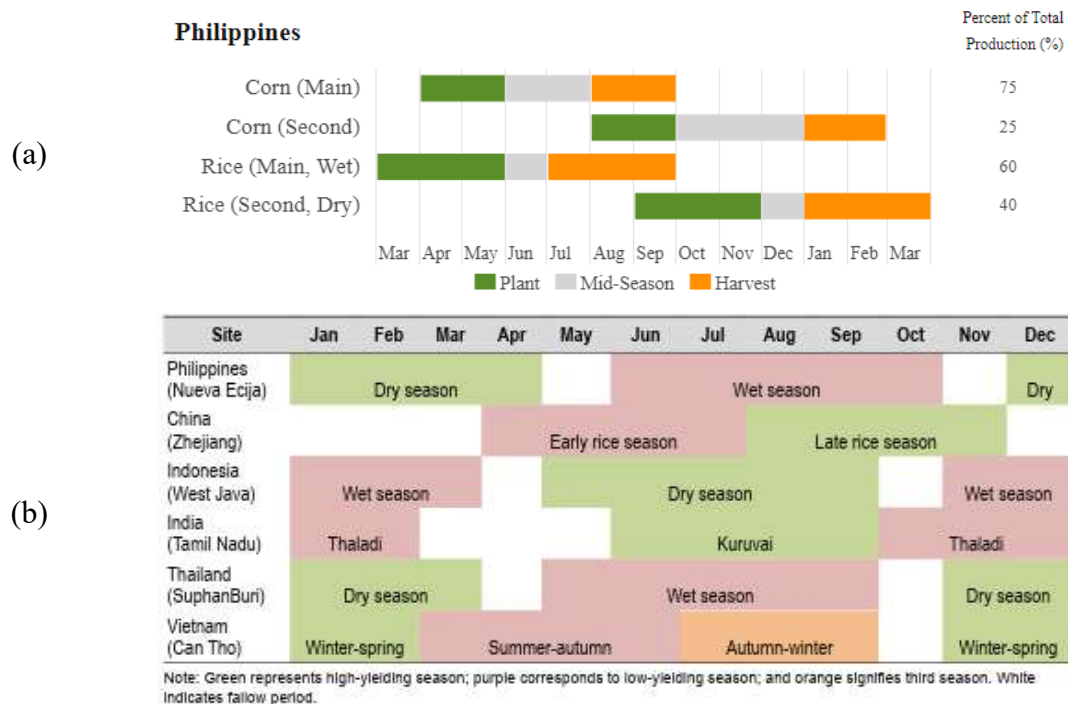 Philippines
Percent of Total
Production (%)
(a)
Corn (Main) 75
Corn (Second) 25
Rice (Main, Wet) 60
Rice (Second, Dry) 40
Mar Apr May Jun Jul Aug Sep Oct Nov Dec Jan Feb Mar
Plant Mid-Season Harvest
(b)
Site Jan Feb Mar Apr May Jun Jul Aug Sep Oct Nov Dec
Philippines
(Nueva Ecija) Dry season Wet season Dry
China
(Zhejiang) Early rice season Late rice season
Indonesia
(West Java) Wet season Dry season Wet season
India
(Tamil Nadu) Thaladi Kuruvai Thaladi
Thailand
(SuphanBuri) Dry season Wet season Dry season
Vietnam
(Can Tho) Winter-spring Summer-autumn Autumn-winter Winter-spring
Note: Green represents high-yielding season; purple corresponds to low-yielding season; and orange signifies third season. White
indicates fallow period.